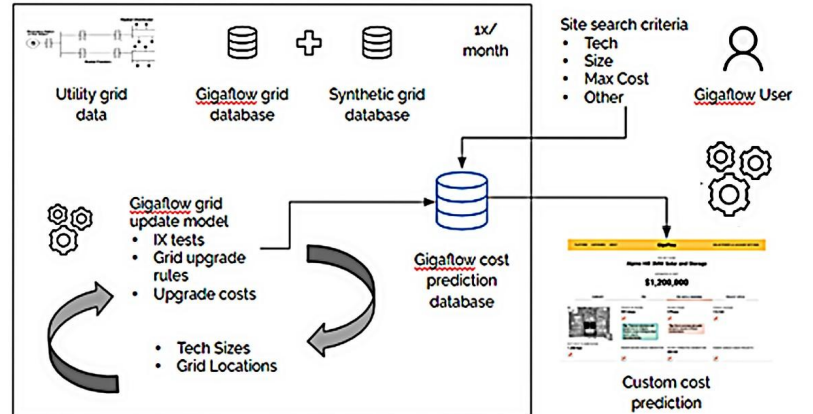 Utility grid
data
Gigaflow grid
database
Synthetic grid
database
1x/
month
Site search criteria
• Tech
• Size
• Max Cost
• Other
Gigaflow User
Gigaflow grid
update model
• IX tests
• Grid upgrade
rules
• Upgrade costs
• Tech Sizes
• Grid Locations
Gigaflow cost
prediction
database
$1,200,000
Custom cost
prediction